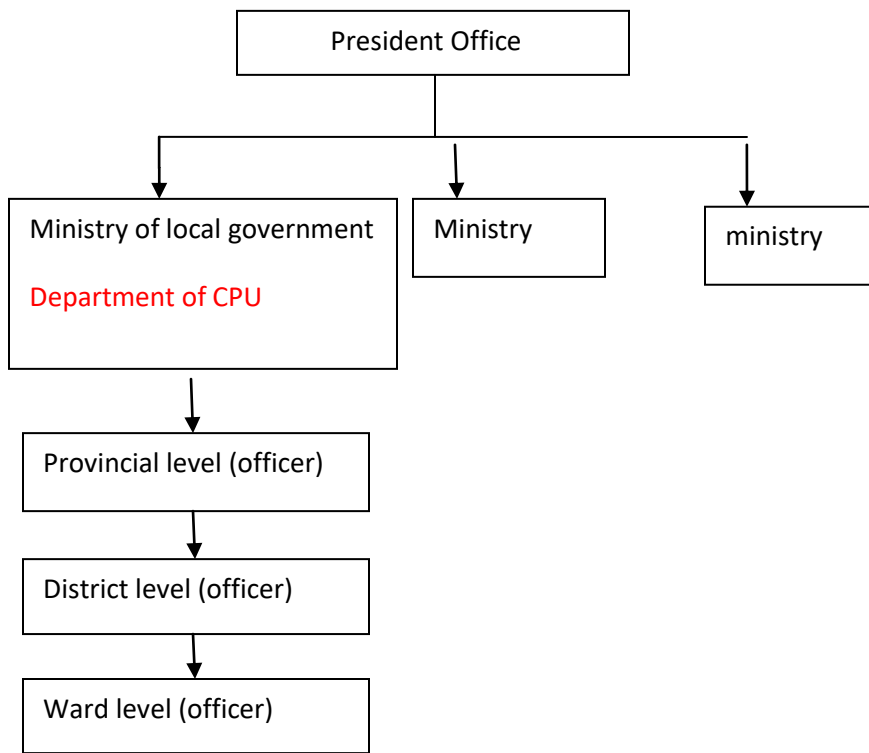 President Office
Ministry of local government
Department of CPU
Ministry
ministry
Provincial level (officer)
District level (officer)
Ward level (officer)